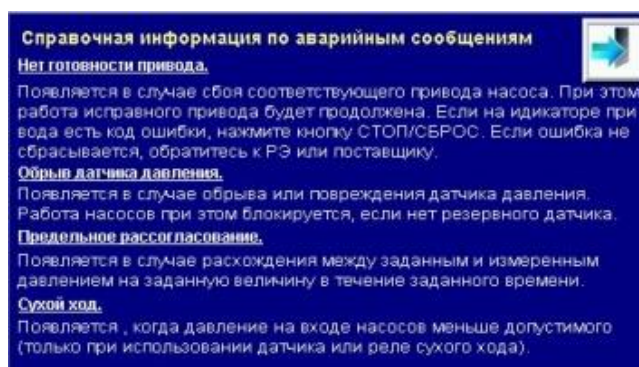 Справочная информация по аварийным сообщениям
Нет готовности привода.
Появляется в случае сбоя соответствующего привода насоса. При этом
работа исправного привода будет продолжена. Если на идикаторе при
вода есть код ошибки, нажмите кнопку СТОП/СБРОС. Если ошибка не
сбрасывается, обратитесь к РЭ или поставщику.
Обрыв датчика давления.
Появляется в случае обрыва или повреждения датчика давления.
Работа насосов при этом блокируется, если нет резервного датчика.
Предельное рассогласование.
Появляется в случае расхождения между заданным и измеренным
давлением на заданную величину в течение заданного времени.
Сухой ход.
Появляется , когда давление на входе насосов меньше допустимого
(только при использовании датчика или реле сухого хода).